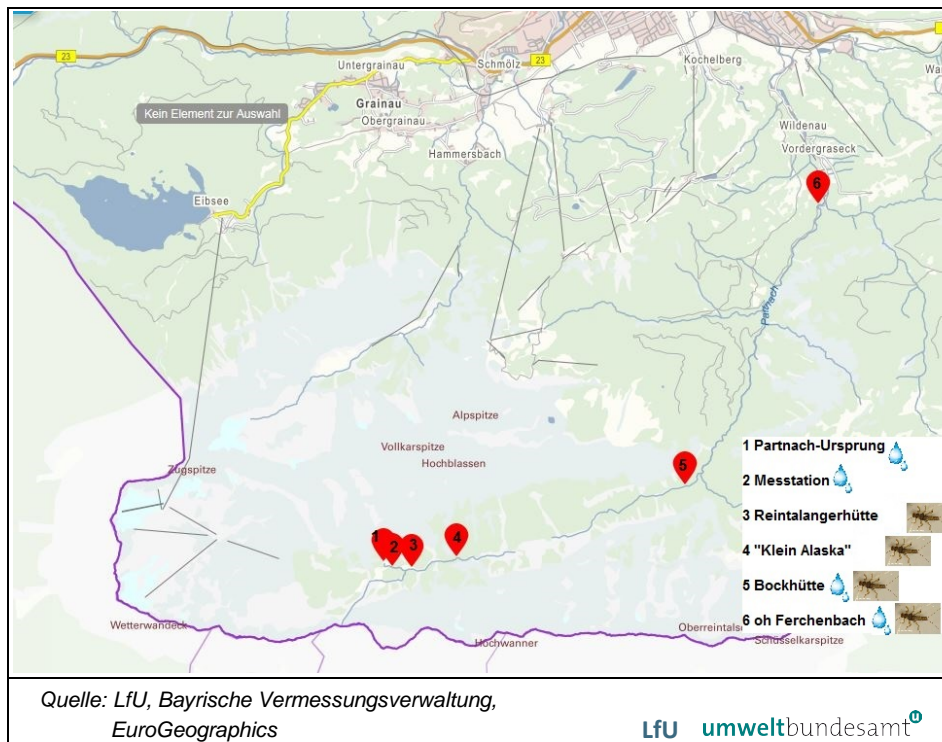 23
Untergrainau
Schmölz
23
Kochelberg
23
Wa
Kein Element zur Auswahl
Grainau
Obergrainau
Hammersbach
Wildenau
Vordergraseck
6
Eibsee
Partnach
Alpspitze
Vollkarspitze
Hochblassen
Zugspitze
5
1
2
3
4
1 Partnach-Ursprung
2 Messtation
3 Reintalangerhütte
4 "Klein Alaska"
5 Bockhütte
6 oh Ferchenbach
Wetterwandeck
Hochwanner
Oberreintals
Schüsselkarspitze
Quelle: LfU, Bayrische Vermessungsverwaltung,
EuroGeographics
LfU umweltbundesamt u